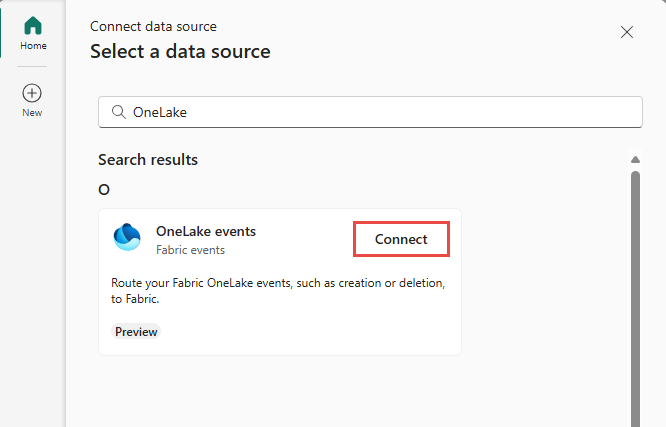 Home
New
Connect data source
Select a data source
OneLake
Search results
O
OneLake events
Fabric events
Connect
Route your Fabric OneLake events, such as creation or deletion,
to Fabric.
Preview